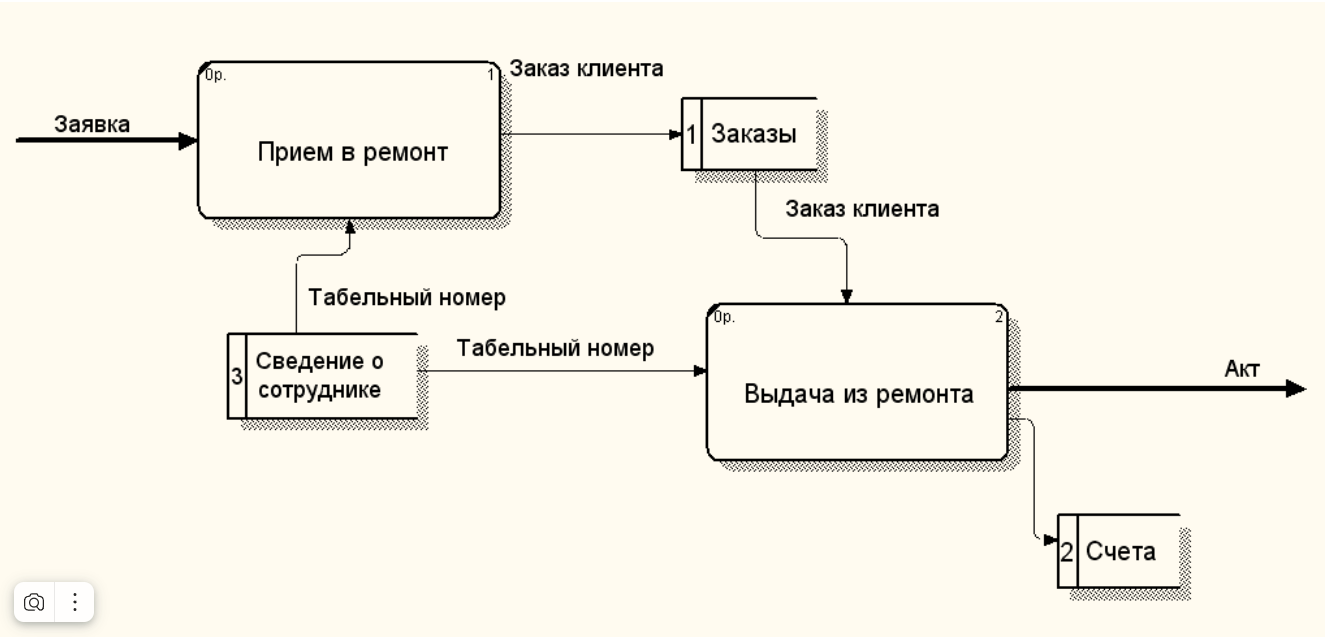 0р.
1
Заказ клиента
Заявка
Прием в ремонт
1
Заказы
Заказ клиента
Табельный номер
0р.
2
Табельный номер
3
Сведение о
сотруднике
Выдача из ремонта
Акт
2
Счета